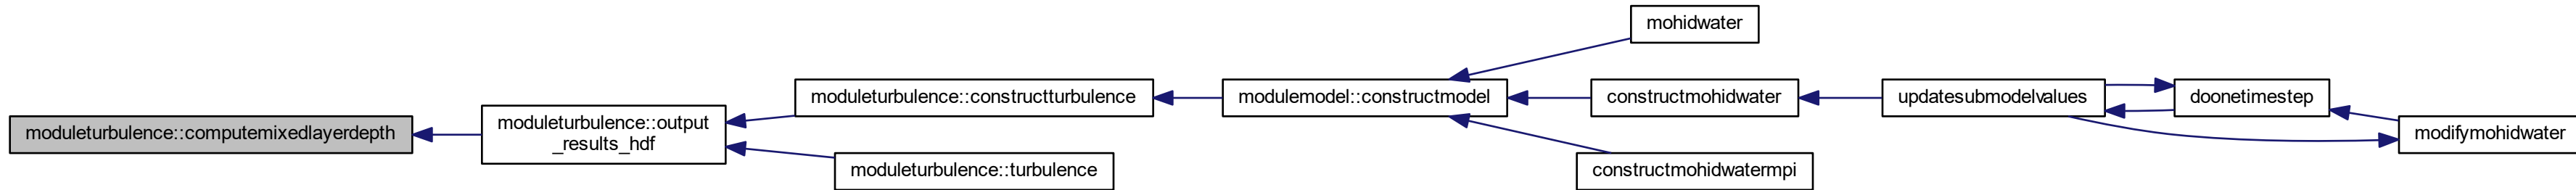 mohidwater
moduleturbulence::constructturbulence
modulemodel::constructmodel
constructmohidwater
updatesubmodelvalues
doonetimestep
moduleturbulence::computemixedlayerdepth
moduleturbulence::output
_results_hdf
modifymohidwater
moduleturbulence::turbulence
constructmohidwatermpi